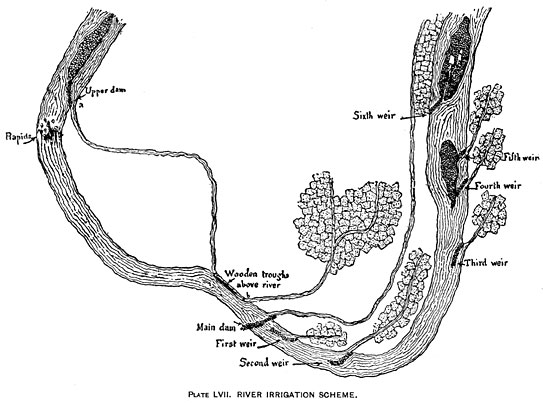 Upper dam
a
Rapids
Sixth weir
Fifth weir
Fourth weir
Third weir
Wooden troughs
above river
b
Main dam
First weir
Second weir
PLATE LVII. RIVER IRRIGATION SCHEME.